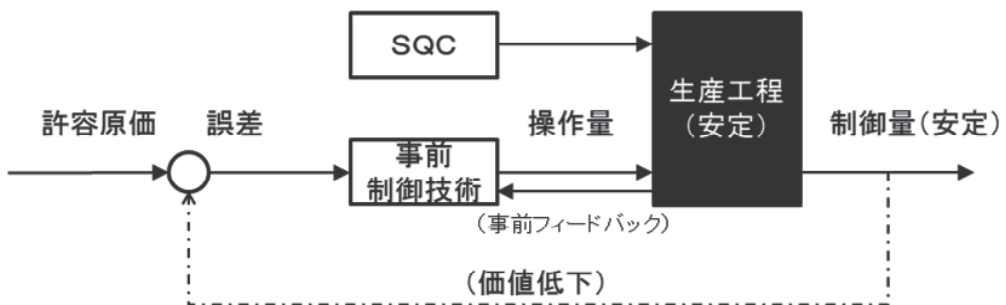 SQC
生産工程
(安定)
許容原価
誤差
事前
制御技術
操作量
制御量(安定)
(事前フィードバック)
(価値低下)